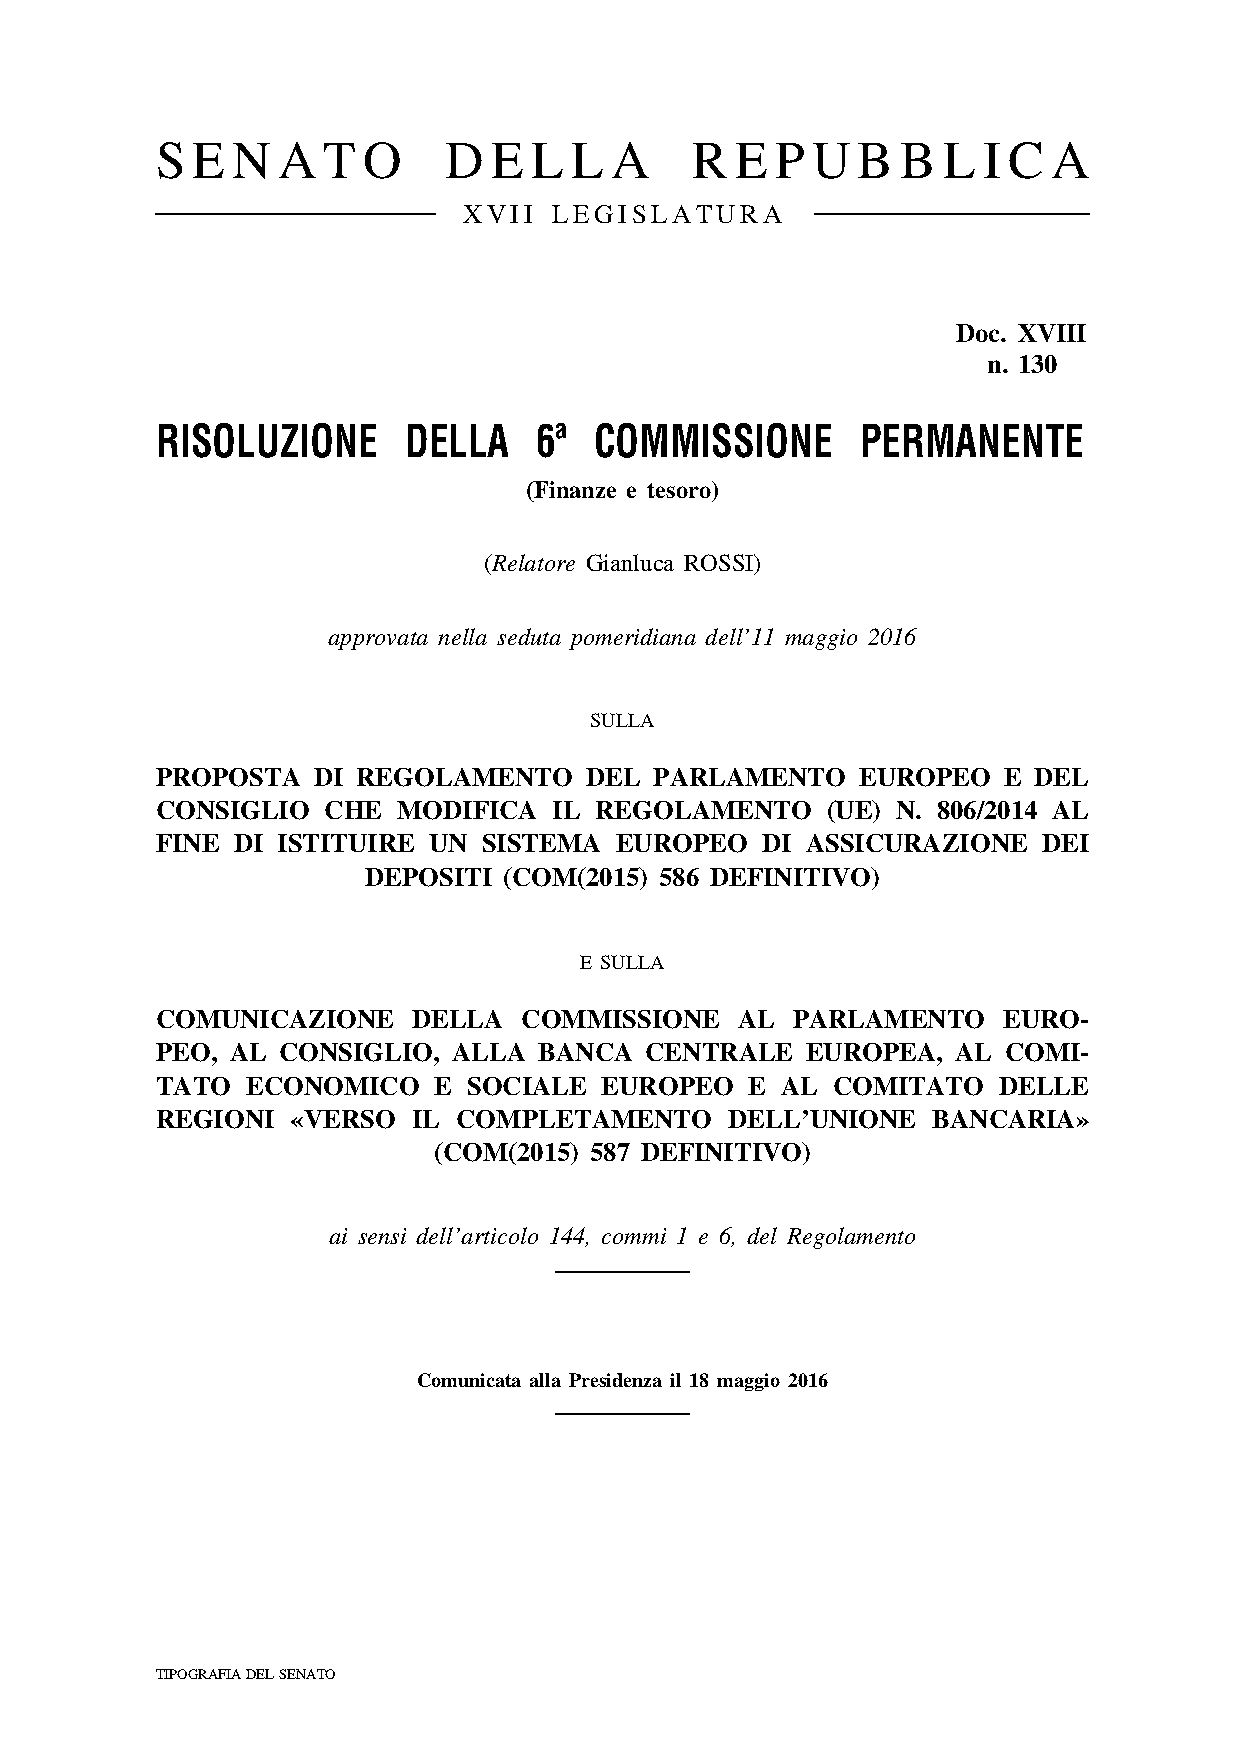 SENATO DELLA REPUBBLICA
XVII LEGISLATURA
Doc. XVIII
n. 130
RISOLUZIONE DELLA 6ª COMMISSIONE PERMANENTE
(Finanze e tesoro)
(Relatore Gianluca ROSSI)
approvata nella seduta pomeridiana dell’11 maggio 2016
SULLA
PROPOSTA DI REGOLAMENTO DEL PARLAMENTO EUROPEO E DEL
CONSIGLIO CHE MODIFICA IL REGOLAMENTO (UE) N. 806/2014 AL
FINE DI ISTITUIRE UN SISTEMA EUROPEO DI ASSICURAZIONE DEI
DEPOSITI (COM(2015) 586 DEFINITIVO)
E SULLA
COMUNICAZIONE DELLA COMMISSIONE AL PARLAMENTO EURO-
PEO, AL CONSIGLIO, ALLA BANCA CENTRALE EUROPEA, AL COMI-
TATO ECONOMICO E SOCIALE EUROPEO E AL COMITATO DELLE
REGIONI «VERSO IL COMPLETAMENTO DELL’UNIONE BANCARIA»
(COM(2015) 587 DEFINITIVO)
ai sensi dell’articolo 144, commi 1 e 6, del Regolamento
Comunicata alla Presidenza il 18 maggio 2016
TIPOGRAFIA DEL SENATO